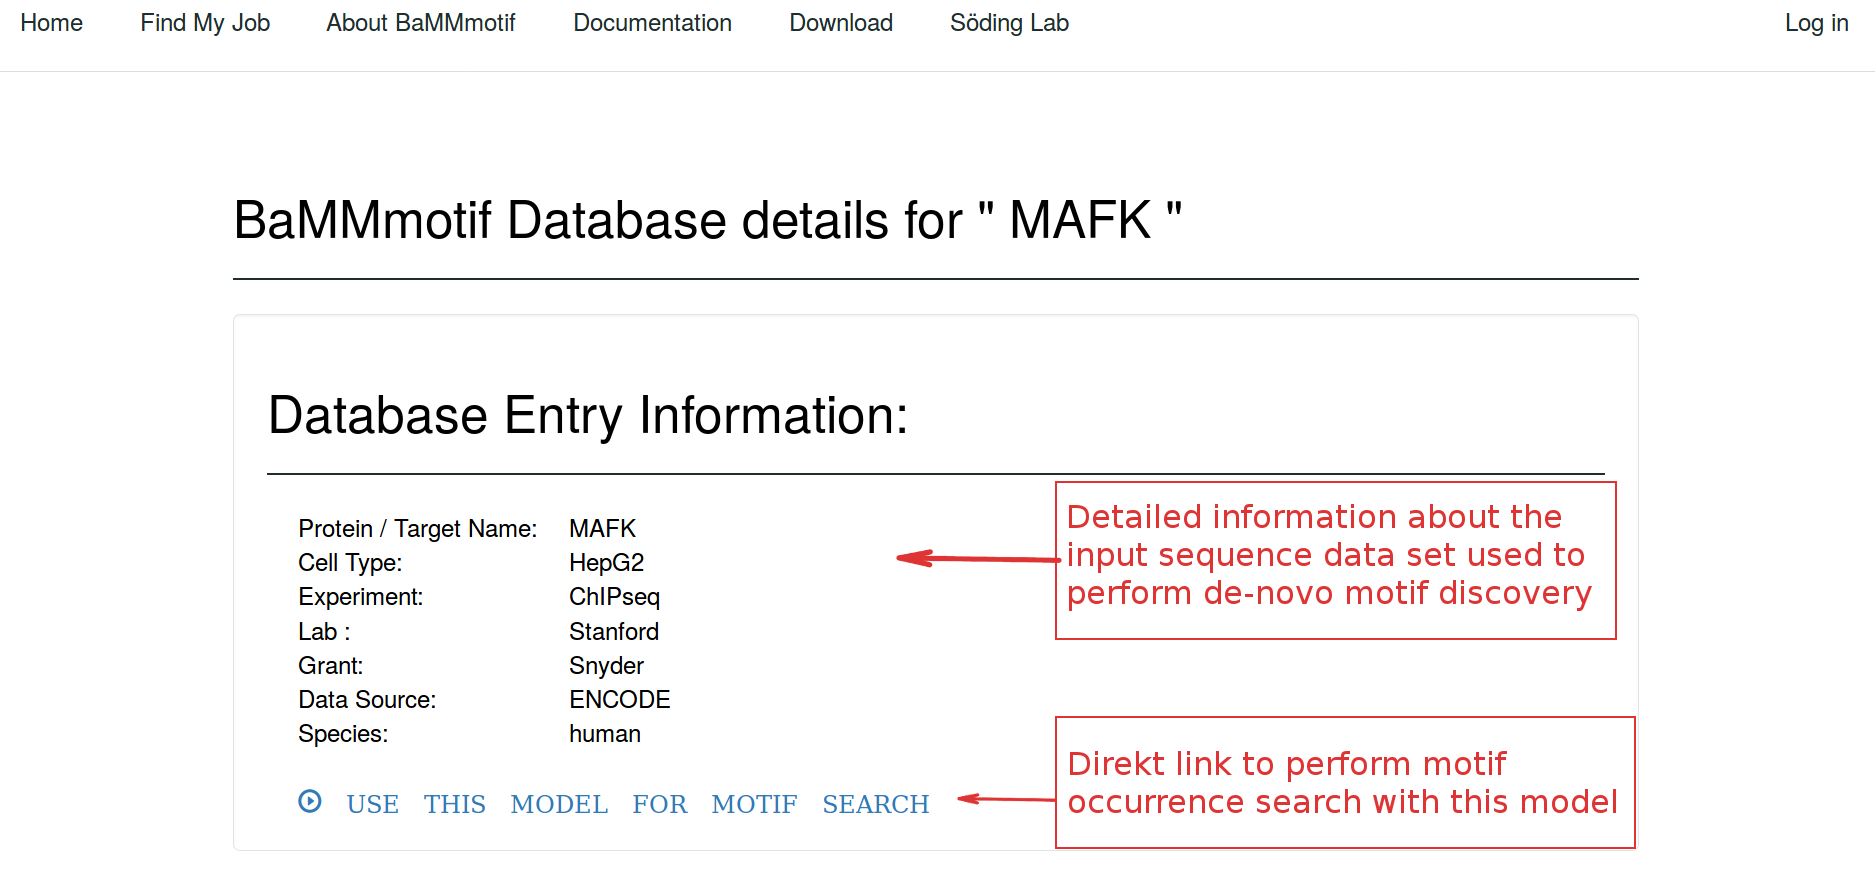 Home Find My Job About BaMMmotif Documentation Download Söding Lab Log in
BaMMmotif Database details for " MAFK "
Database Entry Information:
Protein / Target Name: MAFK
Cell Type: HepG2
Experiment: ChIPseq
Lab : Stanford
Grant: Snyder
Data Source: ENCODE
Species: human
USE THIS MODEL FOR MOTIF SEARCH
Detailed information about the
input sequence data set used to
perform de-novo motif discovery
Direkt link to perform motif
occurrence search with this model